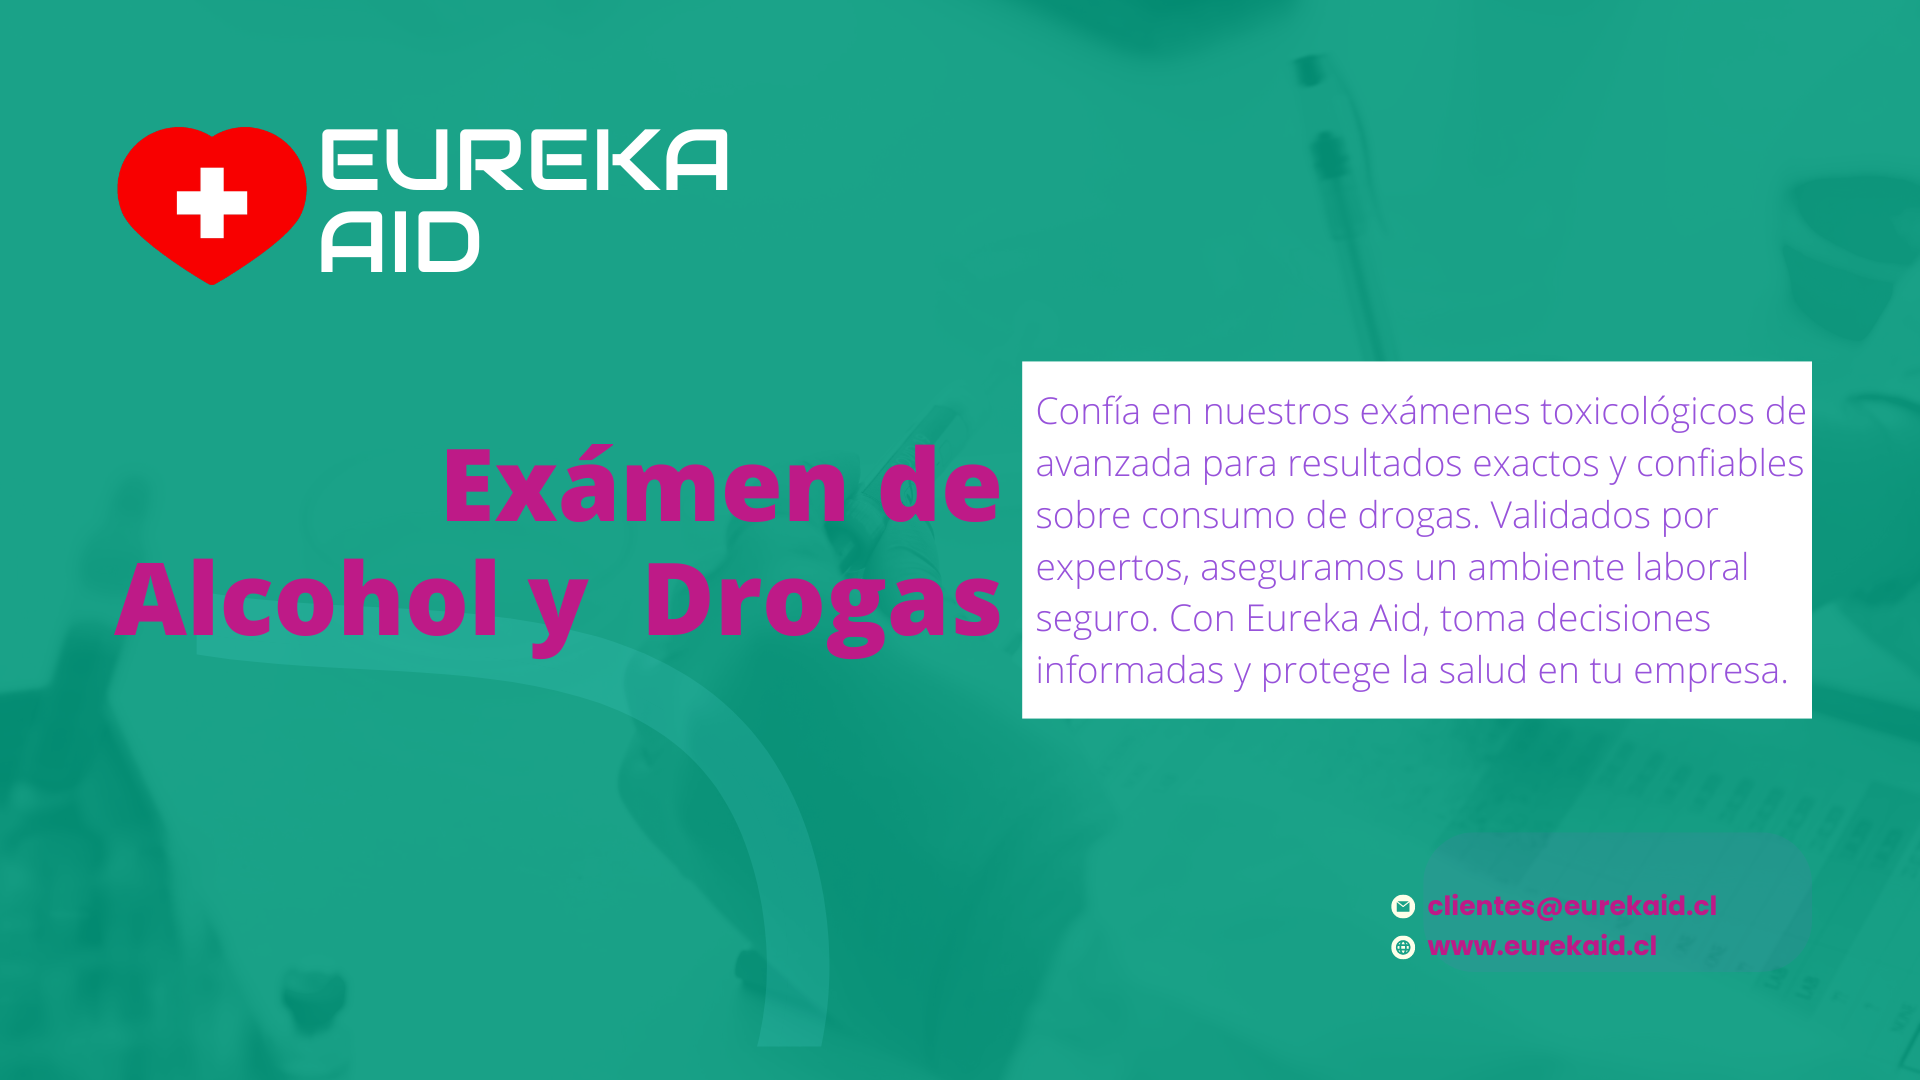 EUREKA
AID
Exámen de
Alcohol y  Drogas
Confía en nuestros exámenes toxicológicos de
avanzada para resultados exactos y confiables
sobre consumo de drogas. Validados por
expertos, aseguramos un ambiente laboral
seguro. Con Eureka Aid, toma decisiones
informadas y protege la salud en tu empresa.
clientes@eurekaid.cl
www.eurekaid.cl